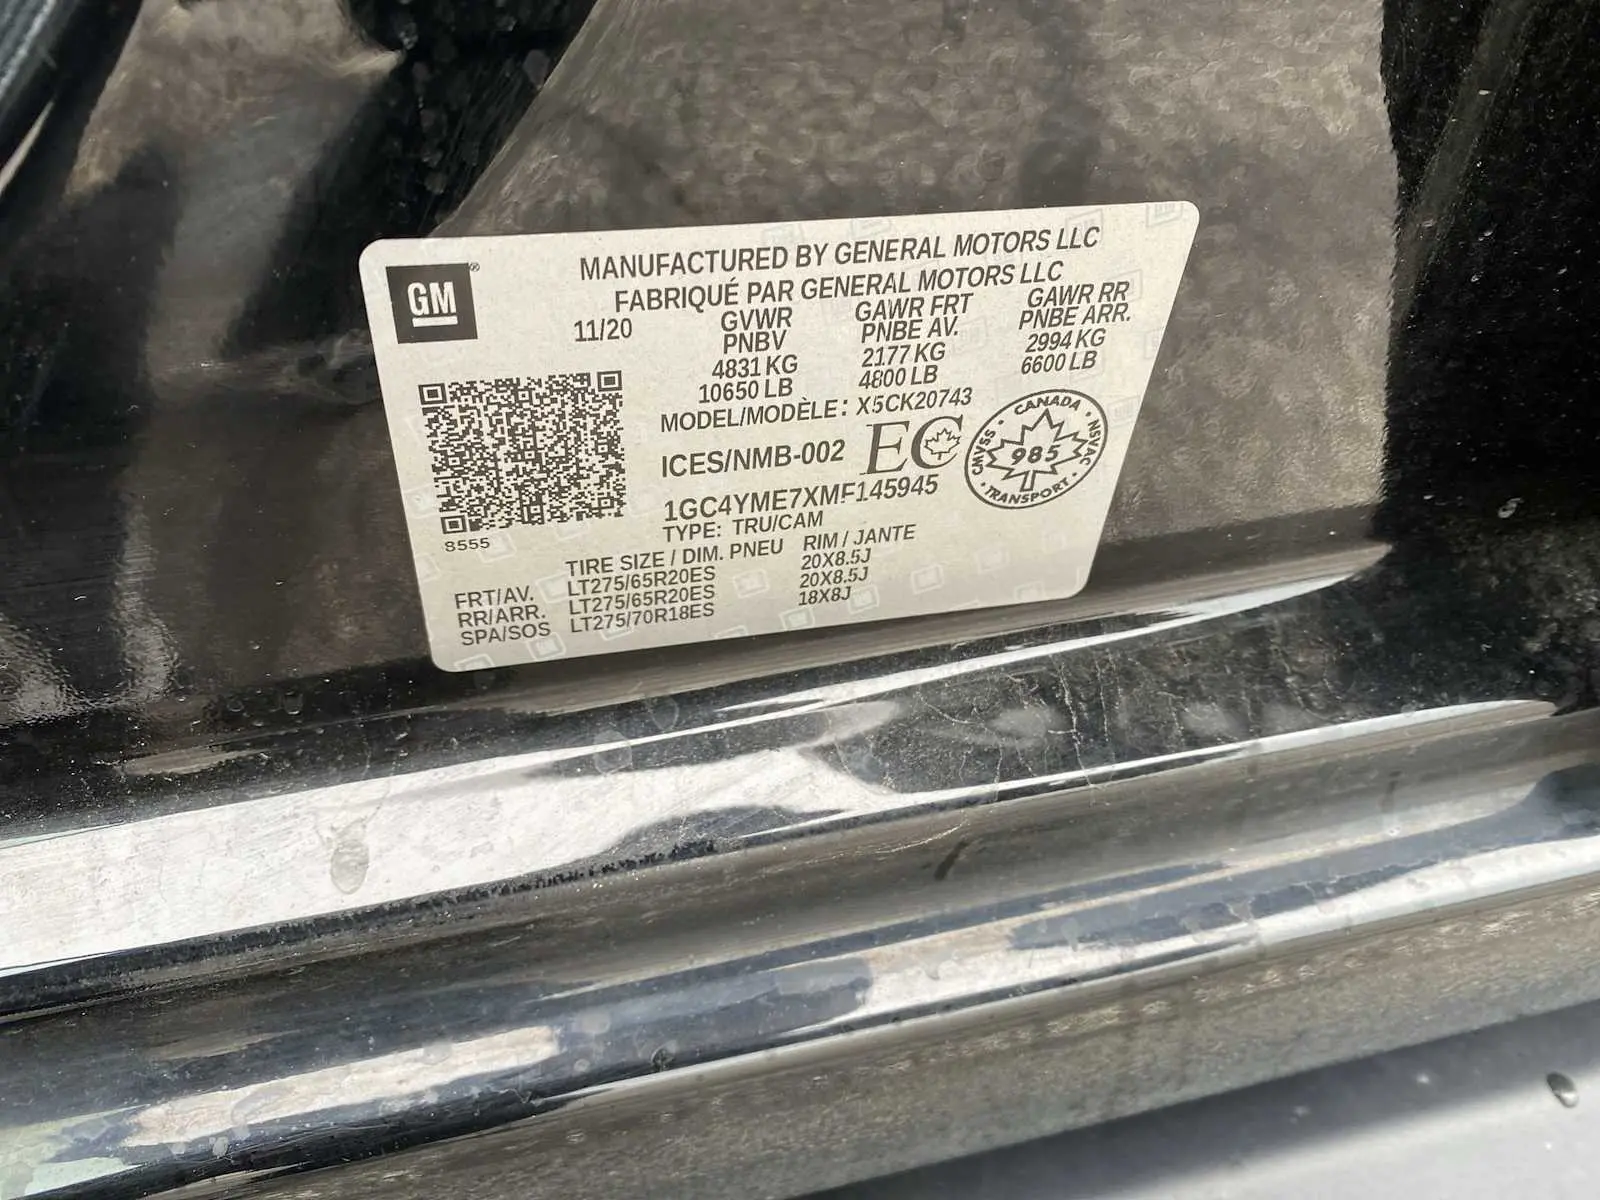 GM
MANUFACTURED BY GENERAL MOTORS LLC
FABRIQUÉ PAR GENERAL MOTORS LLC
11/20
GVWR
PNBV
4831 KG
10650 LB
GAWR FRT
PNBE AV.
2177 KG
4800 LB
GAWR RR
PNBE ARR.
2994 KG
6600 LB
MODEL/MODÈLE: X5CK20743
ICES/NMB-002 EC
CANADA
CMVSS 985 NSVAC
TRANSPORT
1GC4YME7XMF145945
TYPE: TRU/CAM
8555
TIRE SIZE / DIM. PNEU RIM / JANTE
FRT/AV. LT275/65R20ES 20X8.5J
RR/ARR. LT275/65R20ES 20X8.5J
SPA/SOS LT275/70R18ES 18X8J